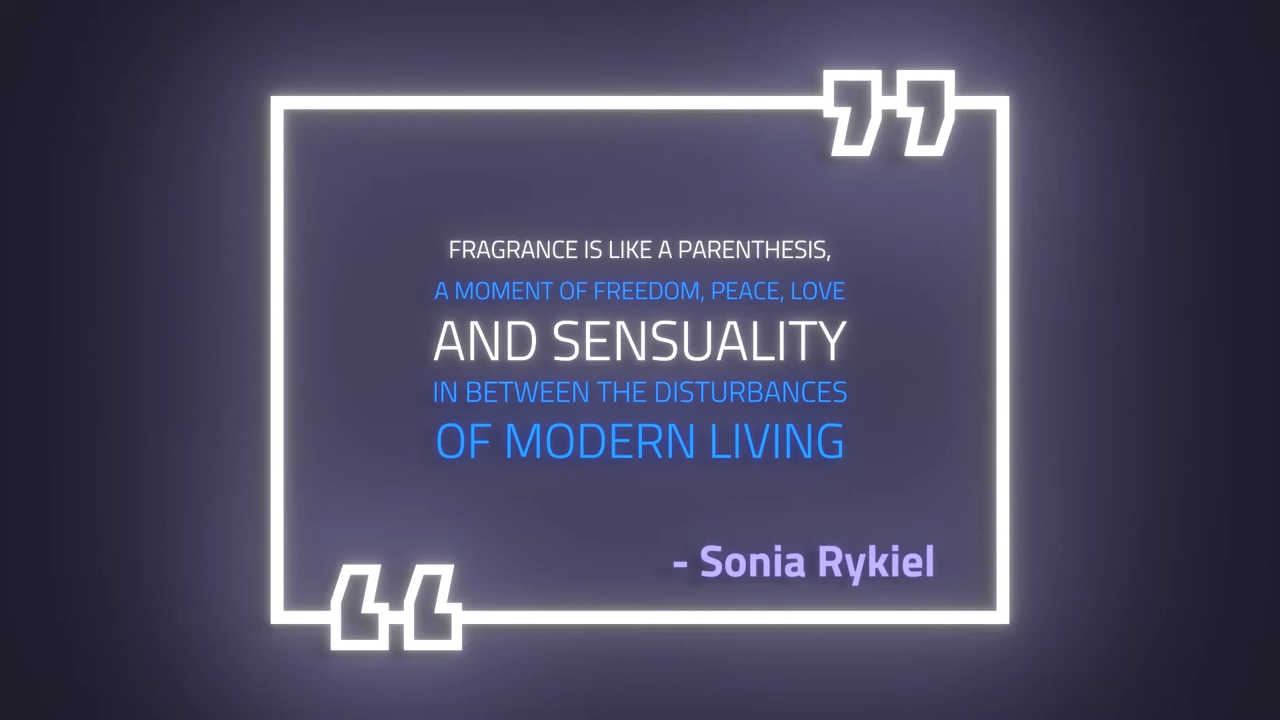 FRAGRANCE IS LIKE A PARENTHESIS,
A MOMENT OF FREEDOM, PEACE, LOVE
AND SENSUALITY
IN BETWEEN THE DISTURBANCES
OF MODERN LIVING
- Sonia Rykiel